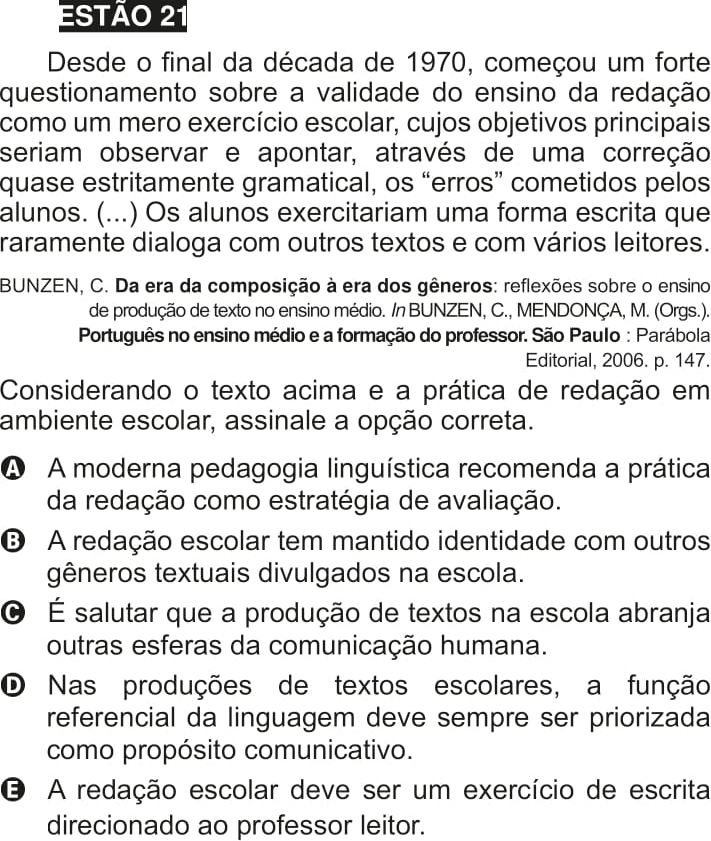 ESTÃO 21
Desde o final da década de 1970, começou um forte
questionamento sobre a validade do ensino da redação
como um mero exercício escolar, cujos objetivos principais
seriam observar e apontar, através de uma correção
quase estritamente gramatical, os “erros” cometidos pelos
alunos. (...) Os alunos exercitariam uma forma escrita que
raramente dialoga com outros textos e com vários leitores.
BUNZEN, C. Da era da composição à era dos gêneros: reflexões sobre o ensino
de produção de texto no ensino médio. In BUNZEN, C., MENDONÇA, M. (Orgs.).
Português no ensino médio e a formação do professor. São Paulo : Parábola
Editorial, 2006. p. 147.
Considerando o texto acima e a prática de redação em
ambiente escolar, assinale a opção correta.
A A moderna pedagogia linguística recomenda a prática
da redação como estratégia de avaliação.
B A redação escolar tem mantido identidade com outros
gêneros textuais divulgados na escola.
C É salutar que a produção de textos na escola abranja
outras esferas da comunicação humana.
D Nas produções de textos escolares, a função
referencial da linguagem deve sempre ser priorizada
como propósito comunicativo.
E A redação escolar deve ser um exercício de escrita
direcionado ao professor leitor.